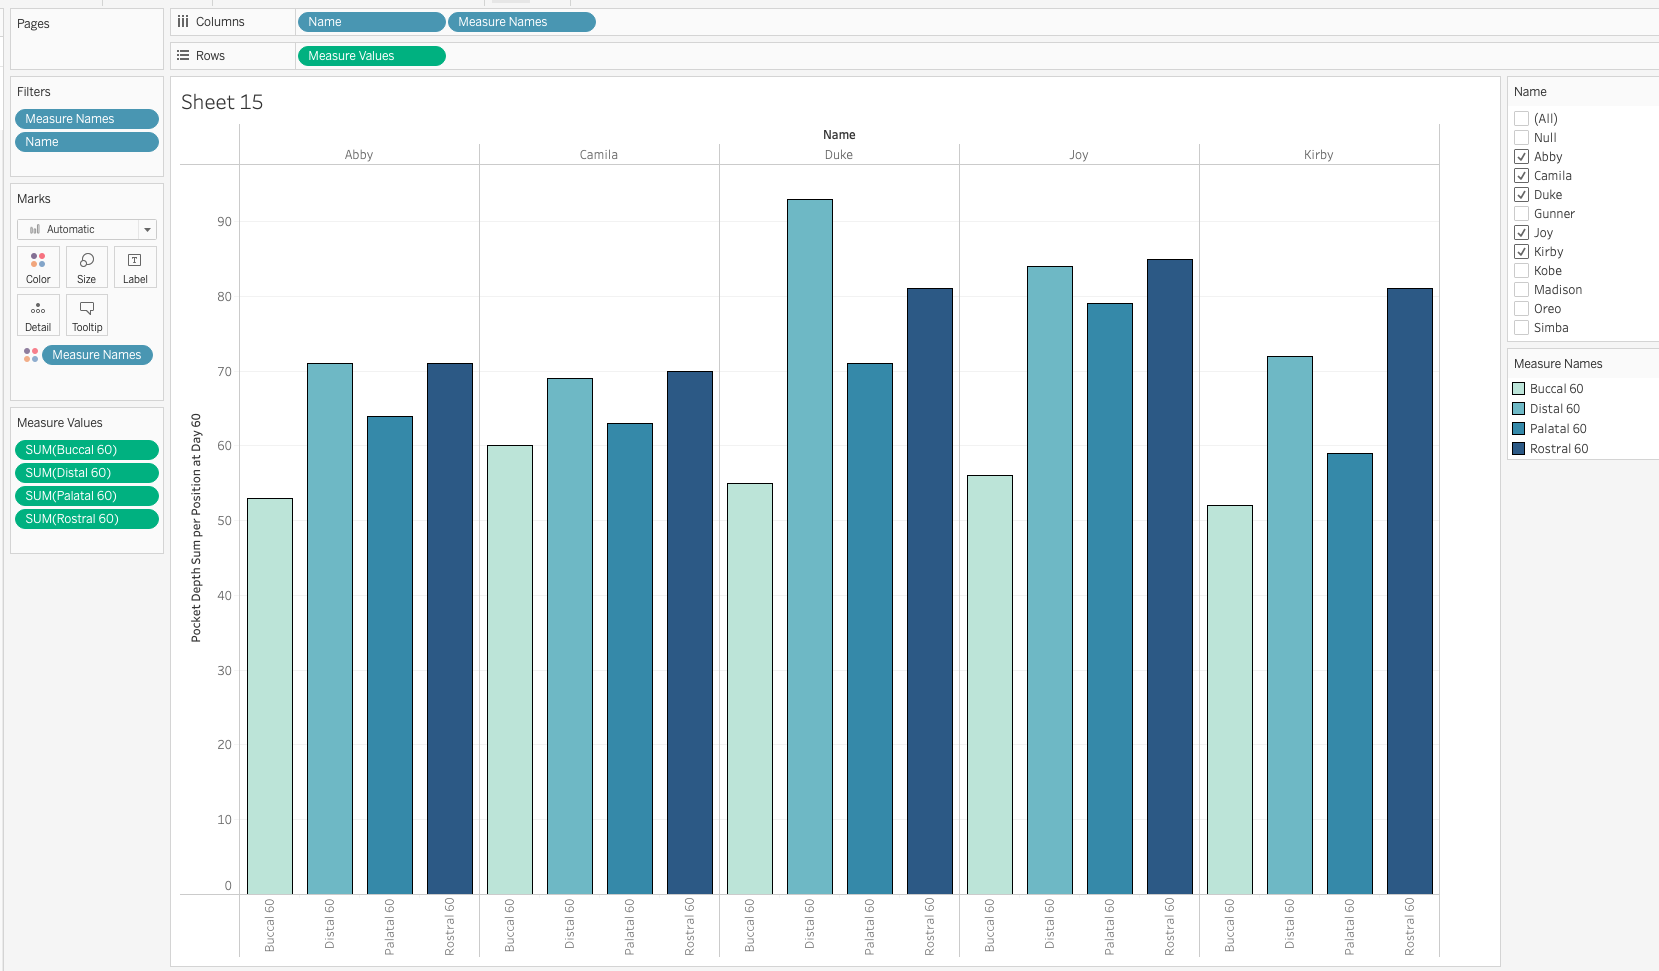 Pages
Columns
Name
Measure Names
Rows
Measure Values
Filters
Measure Names
Name
Marks
Automatic
Color
Size
Label
Detail
Tooltip
Measure Names
Measure Values
SUM(Buccal 60)
SUM(Distal 60)
SUM(Palatal 60)
SUM(Rostral 60)
Sheet 15
Name
Abby
Camila
Duke
Joy
Kirby
Pocket Depth Sum per Position at Day 60
90
80
70
60
50
40
30
20
10
0
Buccal 60
Distal 60
Palatal 60
Rostral 60
Buccal 60
Distal 60
Palatal 60
Rostral 60
Buccal 60
Distal 60
Palatal 60
Rostral 60
Buccal 60
Distal 60
Palatal 60
Rostral 60
Buccal 60
Distal 60
Palatal 60
Rostral 60
Name
(All)
Null
Abby
Camila
Duke
Gunner
Joy
Kirby
Kobe
Madison
Oreo
Simba
Measure Names
Buccal 60
Distal 60
Palatal 60
Rostral 60